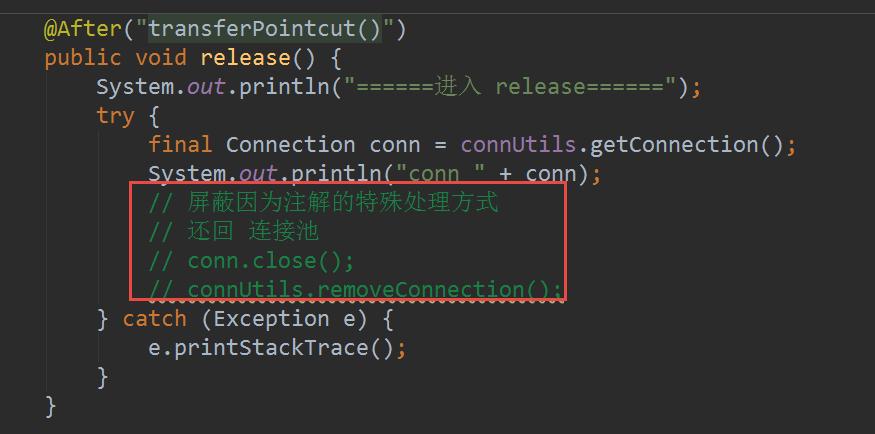 @After("transferPointcut()")
public void release() {
System.out.println("======进入 release======");
try {
final Connection conn = connUtils.getConnection();
System.out.println("conn " + conn);
// 屏蔽因为注解的特殊处理方式
// 还回 连接池
// conn.close();
// connUtils.removeConnection();
} catch (Exception e) {
e.printStackTrace();
}
}